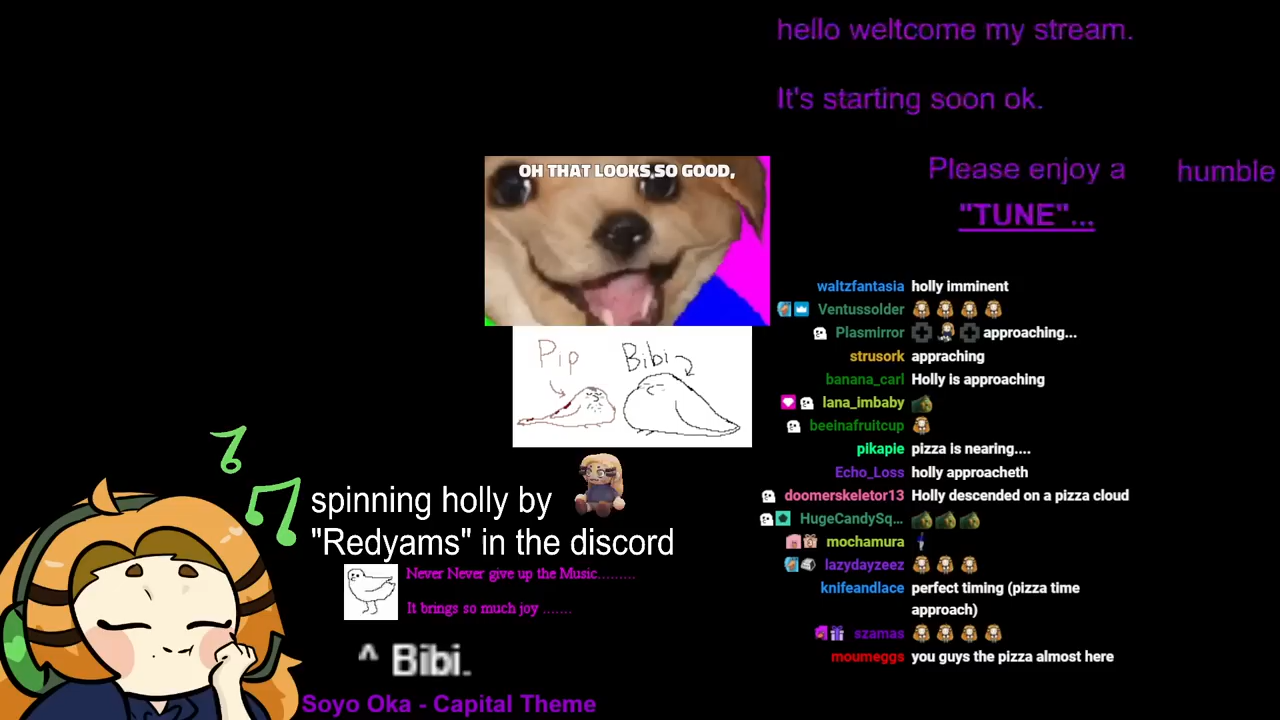 hello weltcome my stream.
It's starting soon ok.
Please enjoy a humble
"TUNE"...
OH THAT LOOKS SO GOOD,
Pip Bibi
waltzfantasia holly imminent
Ventussolder
Plasmirror approaching...
strusork appraching
banana_carl Holly is approaching
lana_imbaby
beeinafruitcup
pikapie pizza is nearing....
Echo_Loss holly approacheth
doomerskeletor13 Holly descended on a pizza cloud
HugeCandySq...
mochamura
lazydayzeez
knifeandlace perfect timing (pizza time
approach)
szamas
moumeggs you guys the pizza almost here
spinning holly by
"Redyams" in the discord
Never Never give up the Music.........
It brings so much joy .......
^ Bibi.
Soyo Oka - Capital Theme